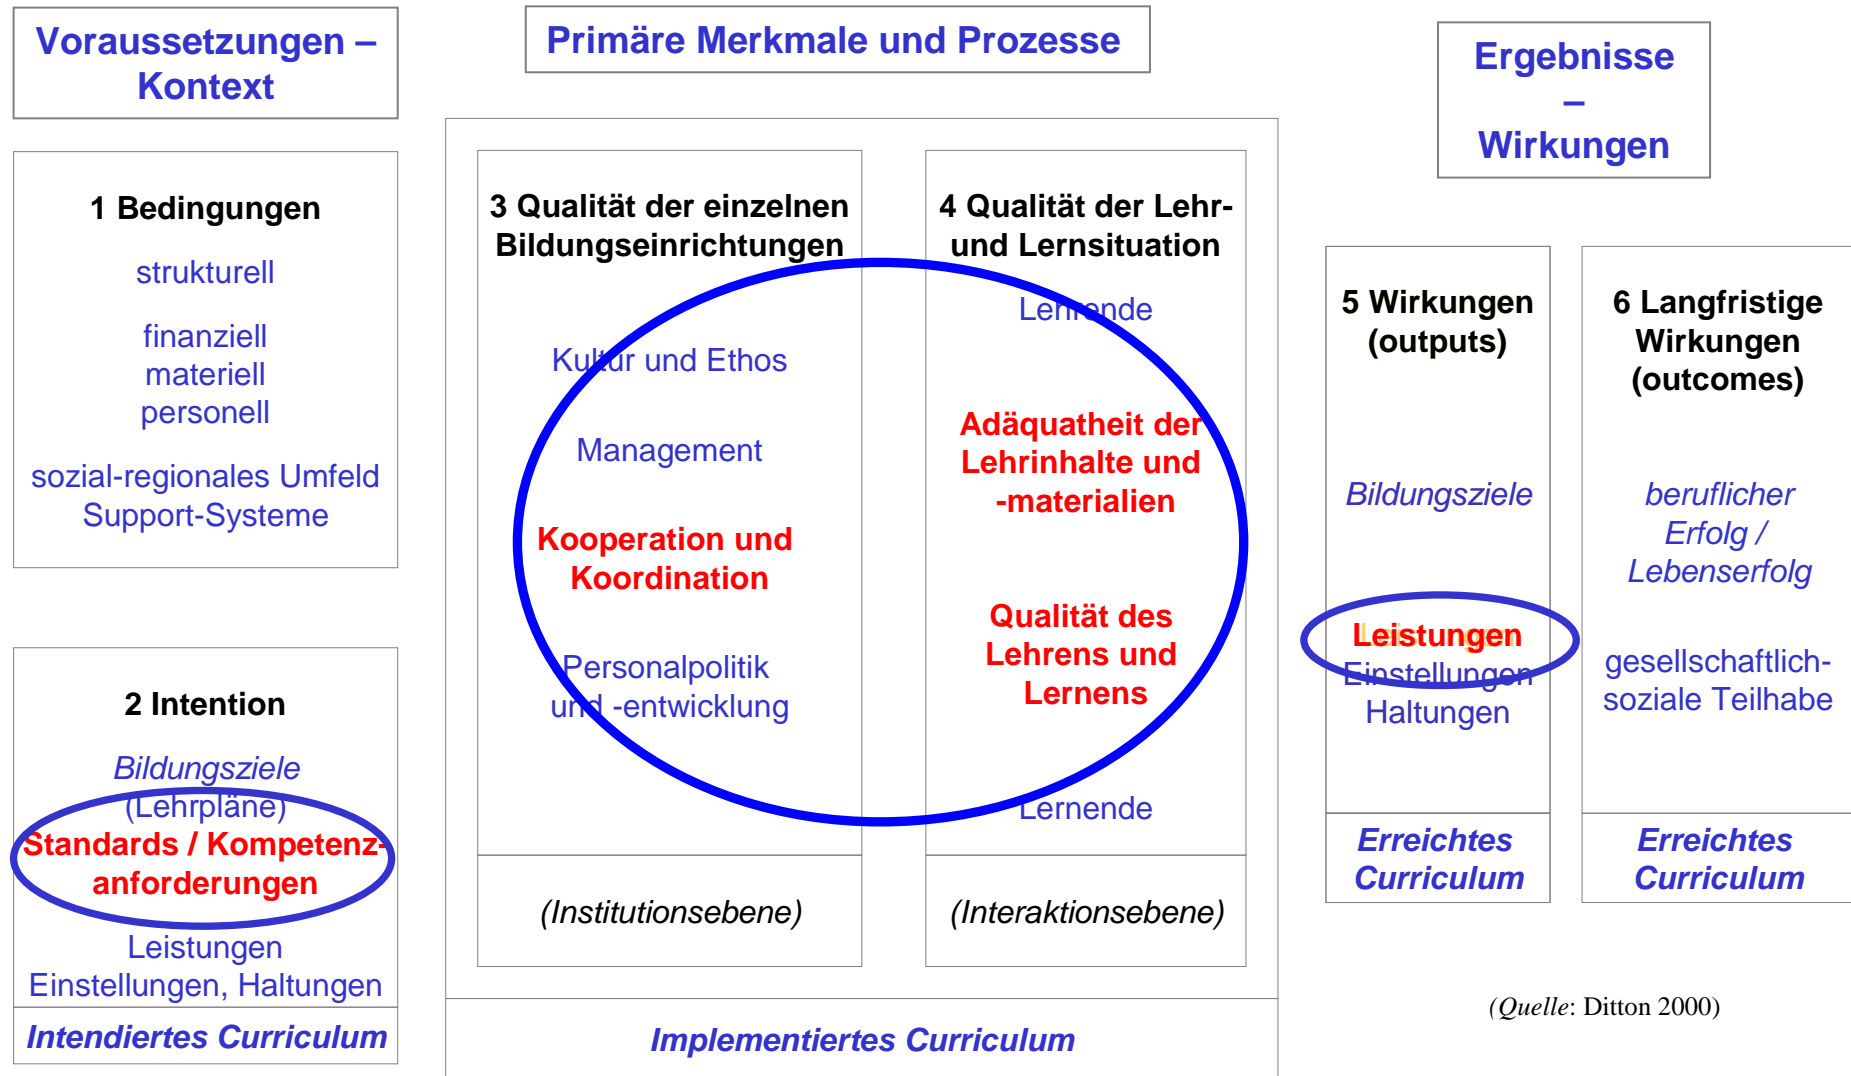 Voraussetzungen –
Kontext
Primäre Merkmale und Prozesse
Ergebnisse
–
Wirkungen
1 Bedingungen
strukturell
finanziell
materiell
personell
sozial-regionales Umfeld
Support-Systeme
2 Intention
Bildungsziele
(Lehrpläne)
Standards / Kompetenz-
anforderungen
Leistungen
Einstellungen, Haltungen
Intendiertes Curriculum
3 Qualität der einzelnen
Bildungseinrichtungen
Kultur und Ethos
Management
Kooperation und
Koordination
Personalpolitik
und -entwicklung
(Institutionsebene)
4 Qualität der Lehr-
und Lernsituation
Lehrende
Adäquatheit der
Lehrinhalte und
-materialien
Qualität des
Lehrens und
Lernens
Lernende
(Interaktionsebene)
Implementiertes Curriculum
5 Wirkungen
(outputs)
Bildungsziele
Leistungen
Einstellungen
Haltungen
Erreichtes
Curriculum
6 Langfristige
Wirkungen
(outcomes)
beruflicher
Erfolg /
Lebenserfolg
gesellschaftlich-
soziale Teilhabe
Erreichtes
Curriculum
(Quelle: Ditton 2000)